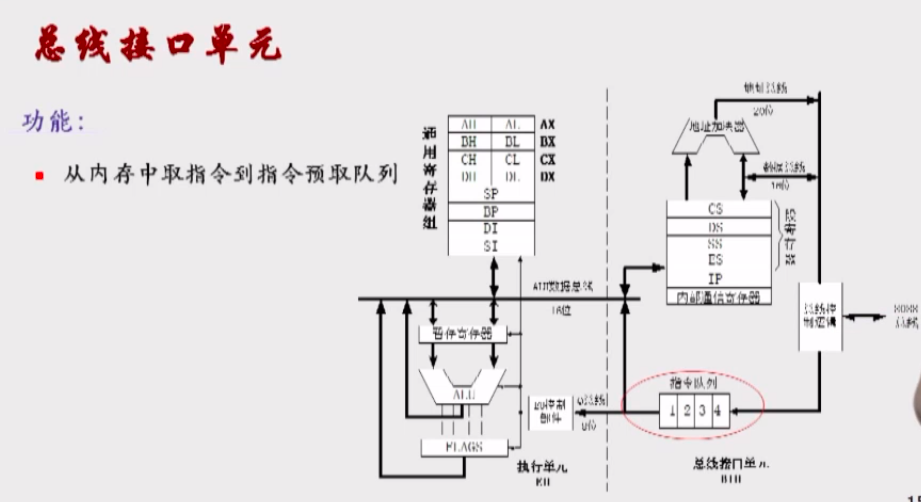 总线接口单元
功能:
从内存中取指令到指令预取队列
通用寄存器组
AH AL AX
BH BL BX
CH CL CX
DH DL DX
SP
BP
DI
SI
地址总线
20位
地址加法器
数据总线
16位
CS
DS
SS
ES
IP
内部通信寄存器
段寄存器
ALU数据总线
16位
暂存寄存器
ALU
FLAGS
EU控制部件
Q总线
8位
指令队列
1 2 3 4
总线控制逻辑
8088总线
执行单元
EU
总线接口单元
BIU